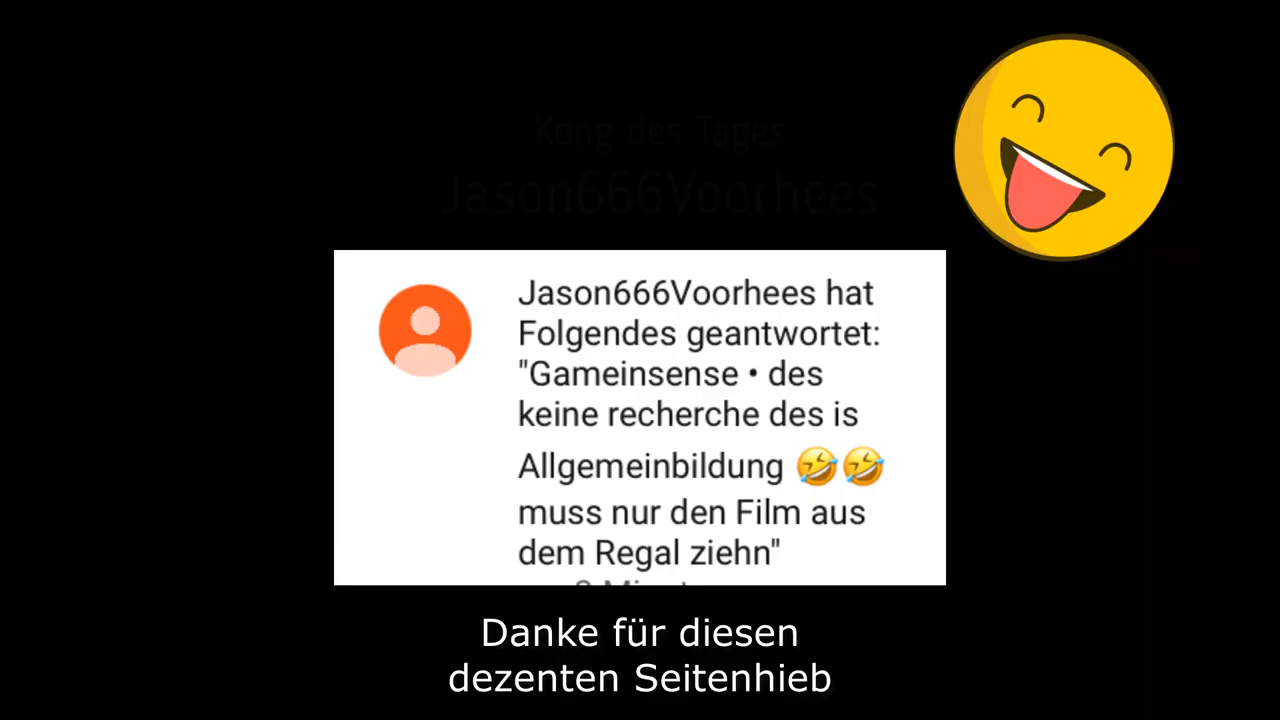 Kong des Tages
Jason666Voorhees
Jason666Voorhees hat
Folgendes geantwortet:
"Gameinsense • des
keine recherche des is
Allgemeinbildung 🤣🤣
muss nur den Film aus
dem Regal ziehn"
Danke für diesen
dezenten Seitenhieb